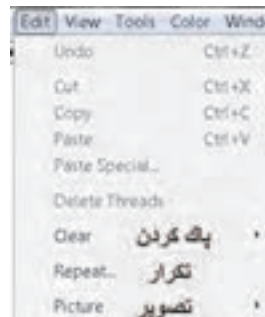 Edit View Tools Color Wind
Undo Ctrl+Z
Cut Ctrl+X
Copy Ctrl+C
Paste Ctrl+V
Paste Special...
Delete Threads
Clear پاک کردن
Repeat... تکرار
Picture تصویر